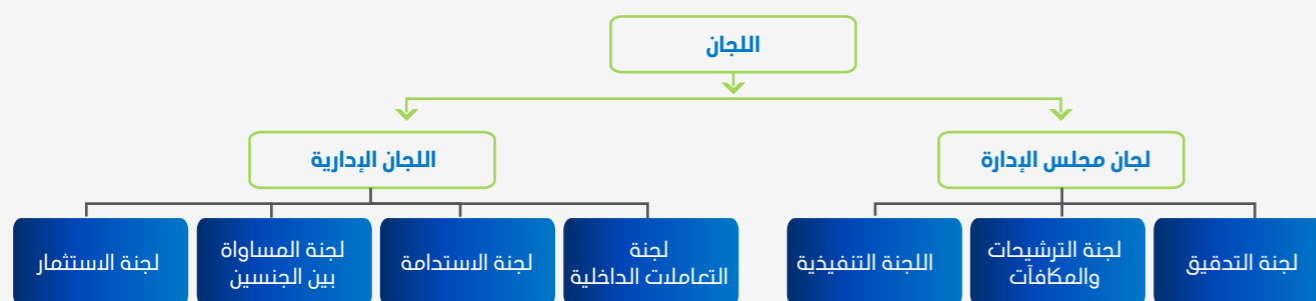 اللجان
لجان مجلس الإدارة
اللجان الإدارية
لجنة التدقيق
لجنة الترشيحات
والمكافآت
اللجنة التنفيذية
لجنة
التعاملات الداخلية
لجنة الاستدامة
لجنة المساواة
بين الجنسين
لجنة الاستثمار